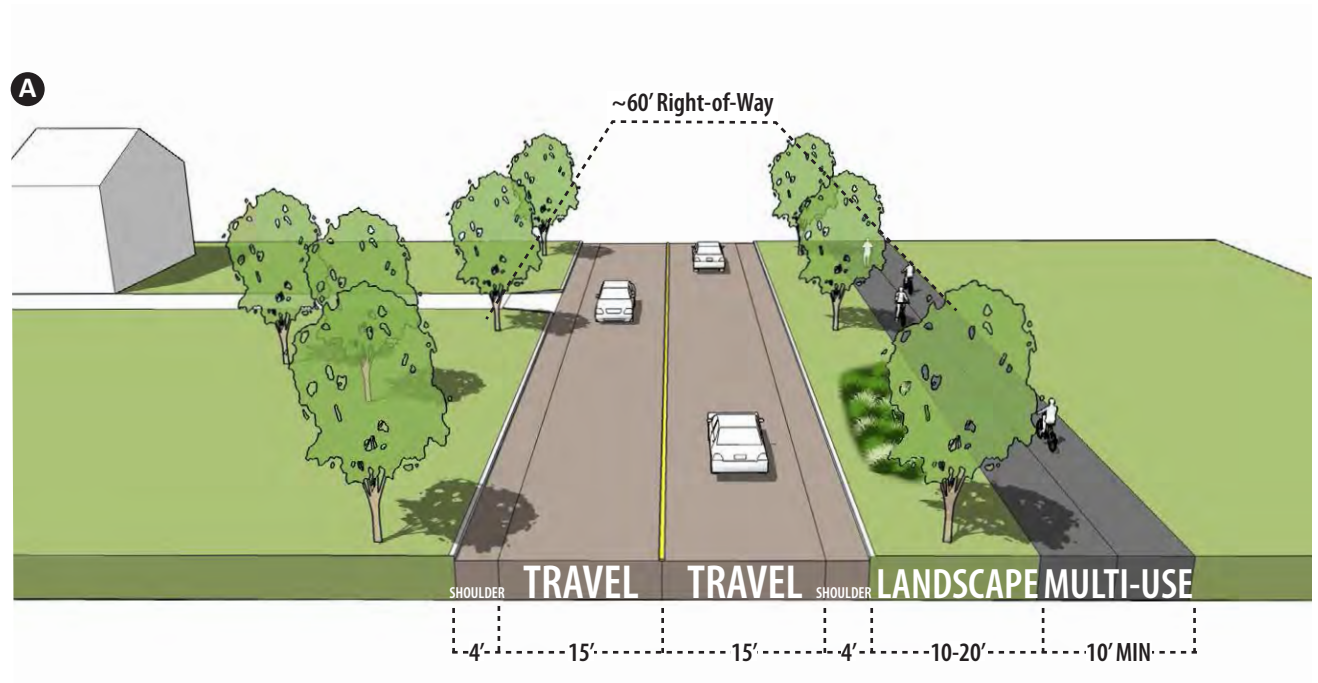 A
~60' Right-of-Way
SHOULDER TRAVEL TRAVEL SHOULDER LANDSCAPE MULTI-USE
4' 15' 15' 4' 10-20' 10' MIN